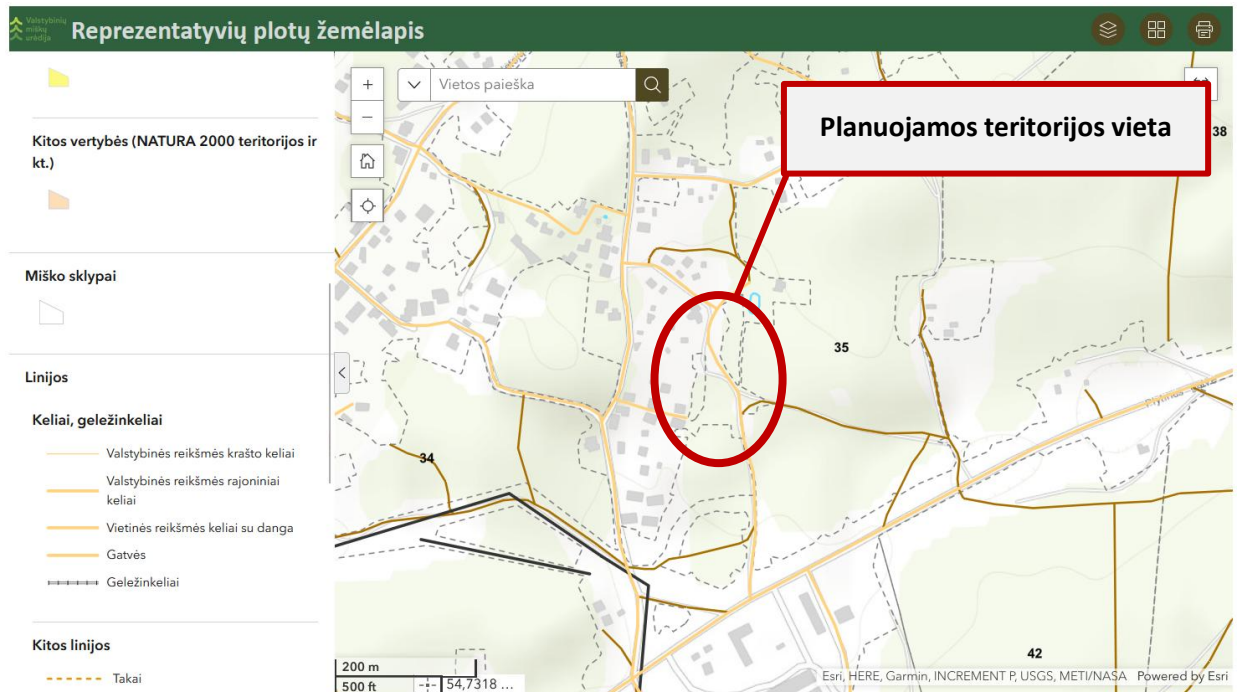 Valstybinių
miškų
urėdija
Reprezentatyvių plotų žemėlapis
Kitos vertybės (NATURA 2000 teritorijos ir
kt.)
Miško sklypai
Linijos
Keliai, geležinkeliai
Valstybinės reikšmės krašto keliai
Valstybinės reikšmės rajoniniai
keliai
Vietinės reikšmės keliai su danga
Gatvės
Geležinkeliai
Kitos linijos
Takai
+
Vietos paieška
−
Planuojamos teritorijos vieta
38
35
34
42
200 m
500 ft
54,7318 ...
Esri, HERE, Garmin, INCREMENT P, USGS, METI/NASA
Powered by Esri